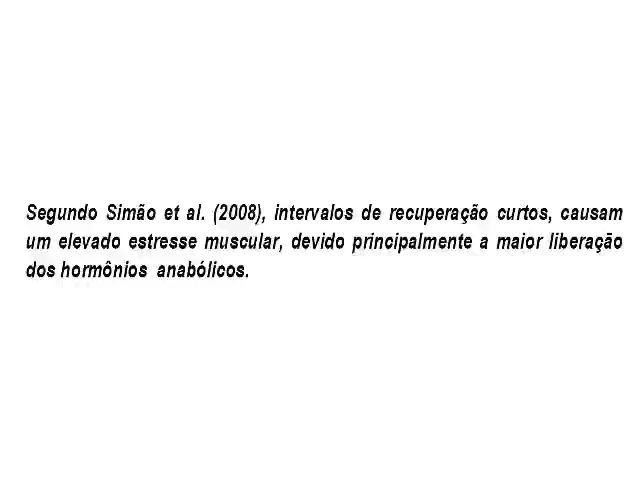 Segundo Simão et al. (2008), intervalos de recuperação curtos, causam
um elevado estresse muscular, devido principalmente a maior liberação
dos hormônios anabólicos.